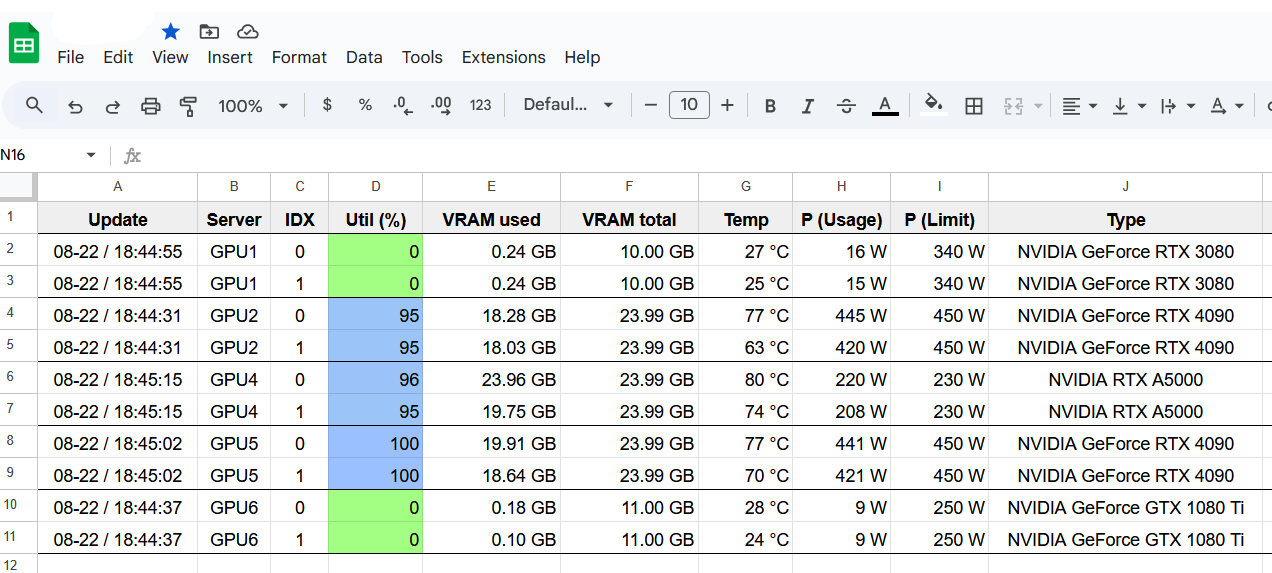 File Edit View Insert Format Data Tools Extensions Help
100% $ % .0 .00 123 Defaul... 10 B I S A A
N16 fx
A B C D E F G H I J
1 Update Server IDX Util (%) VRAM used VRAM total Temp P (Usage) P (Limit) Type
2 08-22 / 18:44:55 GPU1 0 0 0.24 GB 10.00 GB 27 °C 16 W 340 W NVIDIA GeForce RTX 3080
3 08-22 / 18:44:55 GPU1 1 0 0.24 GB 10.00 GB 25 °C 15 W 340 W NVIDIA GeForce RTX 3080
4 08-22 / 18:44:31 GPU2 0 95 18.28 GB 23.99 GB 77 °C 445 W 450 W NVIDIA GeForce RTX 4090
5 08-22 / 18:44:31 GPU2 1 95 18.03 GB 23.99 GB 63 °C 420 W 450 W NVIDIA GeForce RTX 4090
6 08-22 / 18:45:15 GPU4 0 96 23.96 GB 23.99 GB 80 °C 220 W 230 W NVIDIA RTX A5000
7 08-22 / 18:45:15 GPU4 1 95 19.75 GB 23.99 GB 74 °C 208 W 230 W NVIDIA RTX A5000
8 08-22 / 18:45:02 GPU5 0 100 19.91 GB 23.99 GB 77 °C 441 W 450 W NVIDIA GeForce RTX 4090
9 08-22 / 18:45:02 GPU5 1 100 18.64 GB 23.99 GB 70 °C 421 W 450 W NVIDIA GeForce RTX 4090
10 08-22 / 18:44:37 GPU6 0 0 0.18 GB 11.00 GB 28 °C 9 W 250 W NVIDIA GeForce GTX 1080 Ti
11 08-22 / 18:44:37 GPU6 1 0 0.10 GB 11.00 GB 24 °C 9 W 250 W NVIDIA GeForce GTX 1080 Ti
12